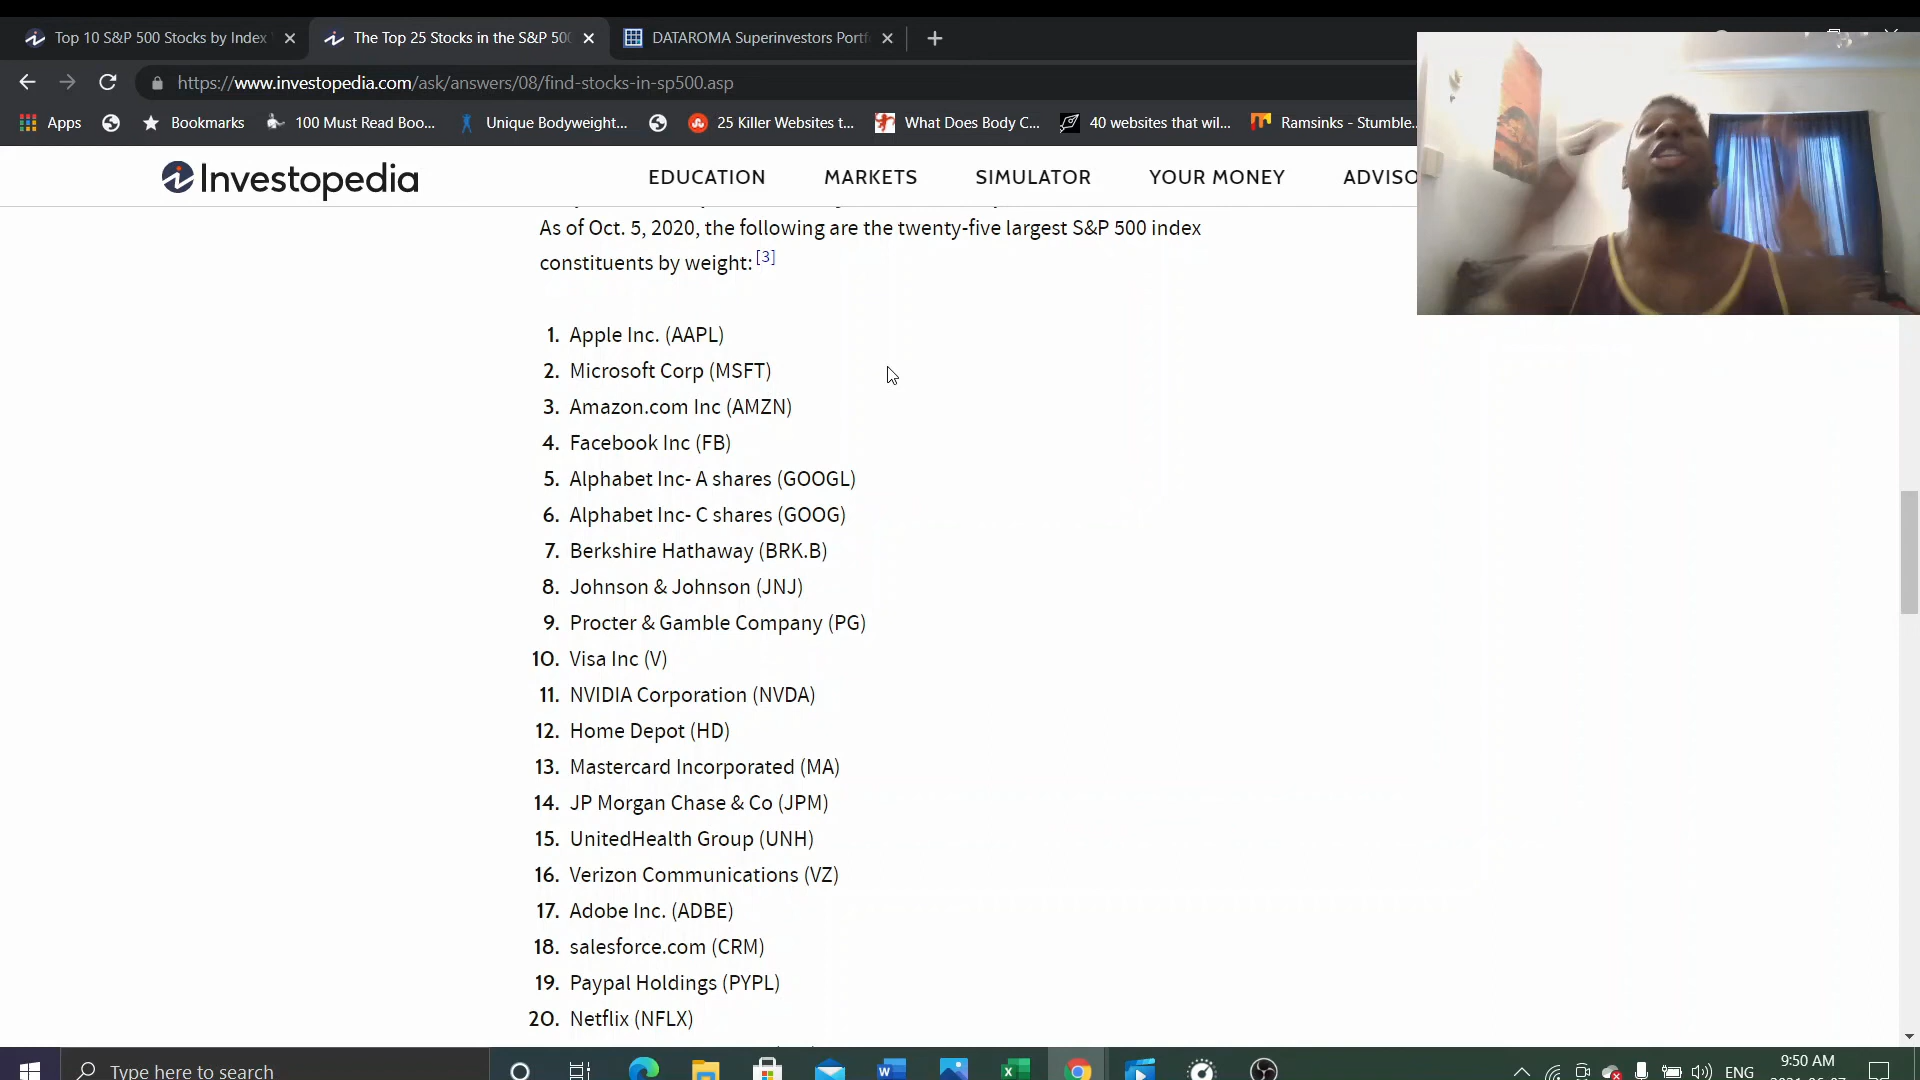 Top 10 S&P 500 Stocks by Index
The Top 25 Stocks in the S&P 500
DATAROMA Superinvestors Portf
https://www.investopedia.com/ask/answers/08/find-stocks-in-sp500.asp
Apps
Bookmarks
100 Must Read Boo...
Unique Bodyweight...
25 Killer Websites t...
What Does Body C...
40 websites that wil...
Ramsinks - Stumble...
Investopedia
EDUCATION
MARKETS
SIMULATOR
YOUR MONEY
ADVISO
As of Oct. 5, 2020, the following are the twenty-five largest S&P 500 index
constituents by weight: [3]
1. Apple Inc. (AAPL)
2. Microsoft Corp (MSFT)
3. Amazon.com Inc (AMZN)
4. Facebook Inc (FB)
5. Alphabet Inc- A shares (GOOGL)
6. Alphabet Inc- C shares (GOOG)
7. Berkshire Hathaway (BRK.B)
8. Johnson & Johnson (JNJ)
9. Procter & Gamble Company (PG)
10. Visa Inc (V)
11. NVIDIA Corporation (NVDA)
12. Home Depot (HD)
13. Mastercard Incorporated (MA)
14. JP Morgan Chase & Co (JPM)
15. UnitedHealth Group (UNH)
16. Verizon Communications (VZ)
17. Adobe Inc. (ADBE)
18. salesforce.com (CRM)
19. Paypal Holdings (PYPL)
20. Netflix (NFLX)
Type here to search
ENG
9:50 AM